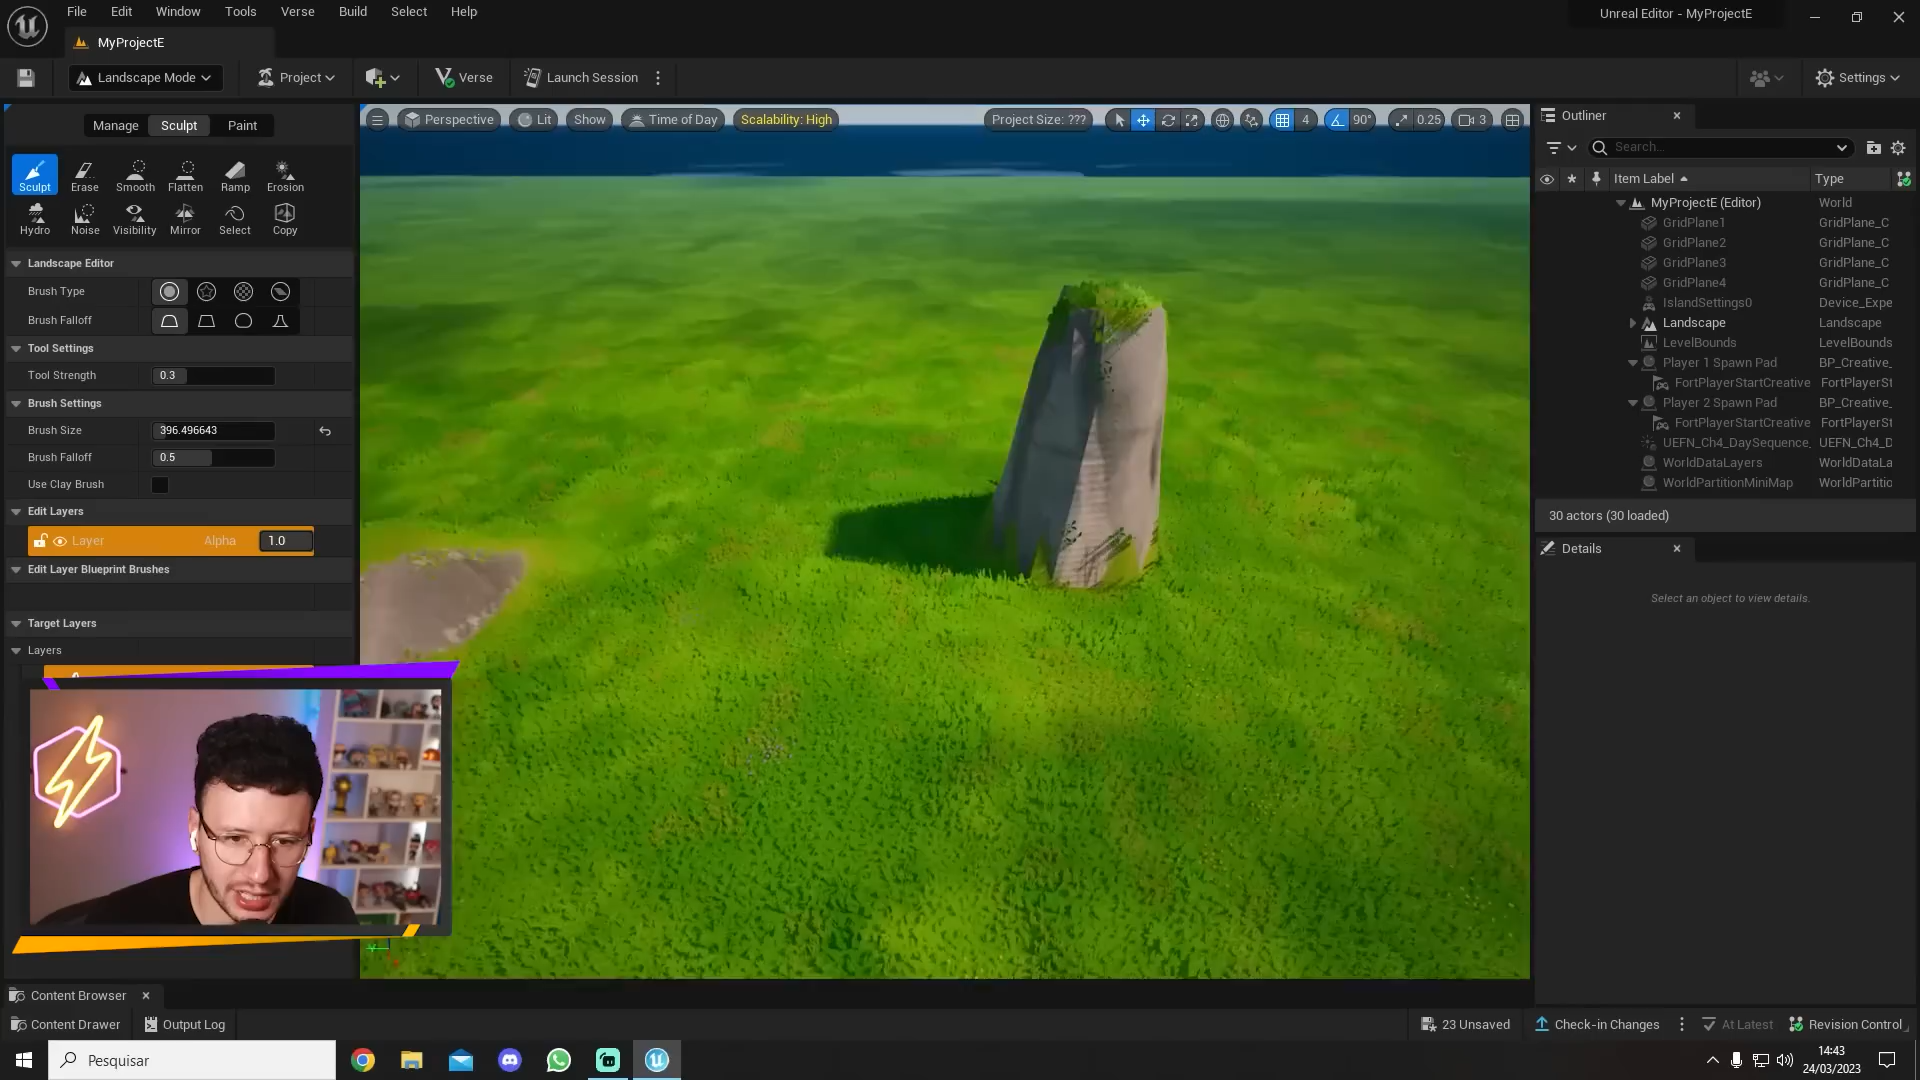 File Edit Window Tools Verse Build Select Help
Unreal Editor - MyProjectE
MyProjectE
Landscape Mode
Project
Verse
Launch Session
Settings
Manage Sculpt Paint
Sculpt Erase Smooth Flatten Ramp Erosion
Hydro Noise Visibility Mirror Select Copy
Landscape Editor
Brush Type
Brush Falloff
Tool Settings
Tool Strength 0.3
Brush Settings
Brush Size 396.496643
Brush Falloff 0.5
Use Clay Brush
Edit Layers
Layer Alpha 1.0
Edit Layer Blueprint Brushes
Target Layers
Layers
Perspective Lit Show Time of Day Scalability: High Project Size: ??? 4 90° 0.25 3
Outliner
Search...
Item Label Type
MyProjectE (Editor) World
GridPlane1 GridPlane_C
GridPlane2 GridPlane_C
GridPlane3 GridPlane_C
GridPlane4 GridPlane_C
IslandSettings0 Device_Expe
Landscape Landscape
LevelBounds LevelBounds
Player 1 Spawn Pad BP_Creative_
FortPlayerStartCreative FortPlayerSt
Player 2 Spawn Pad BP_Creative_
FortPlayerStartCreative FortPlayerSt
UEFN_Ch4_DaySequence_ UEFN_Ch4_D
WorldDataLayers WorldDataLa
WorldPartitionMiniMap WorldPartitio
30 actors (30 loaded)
Details
Select an object to view details.
Content Browser
Content Drawer Output Log
23 Unsaved Check-in Changes At Latest Revision Control
Pesquisar
14:43
24/03/2023